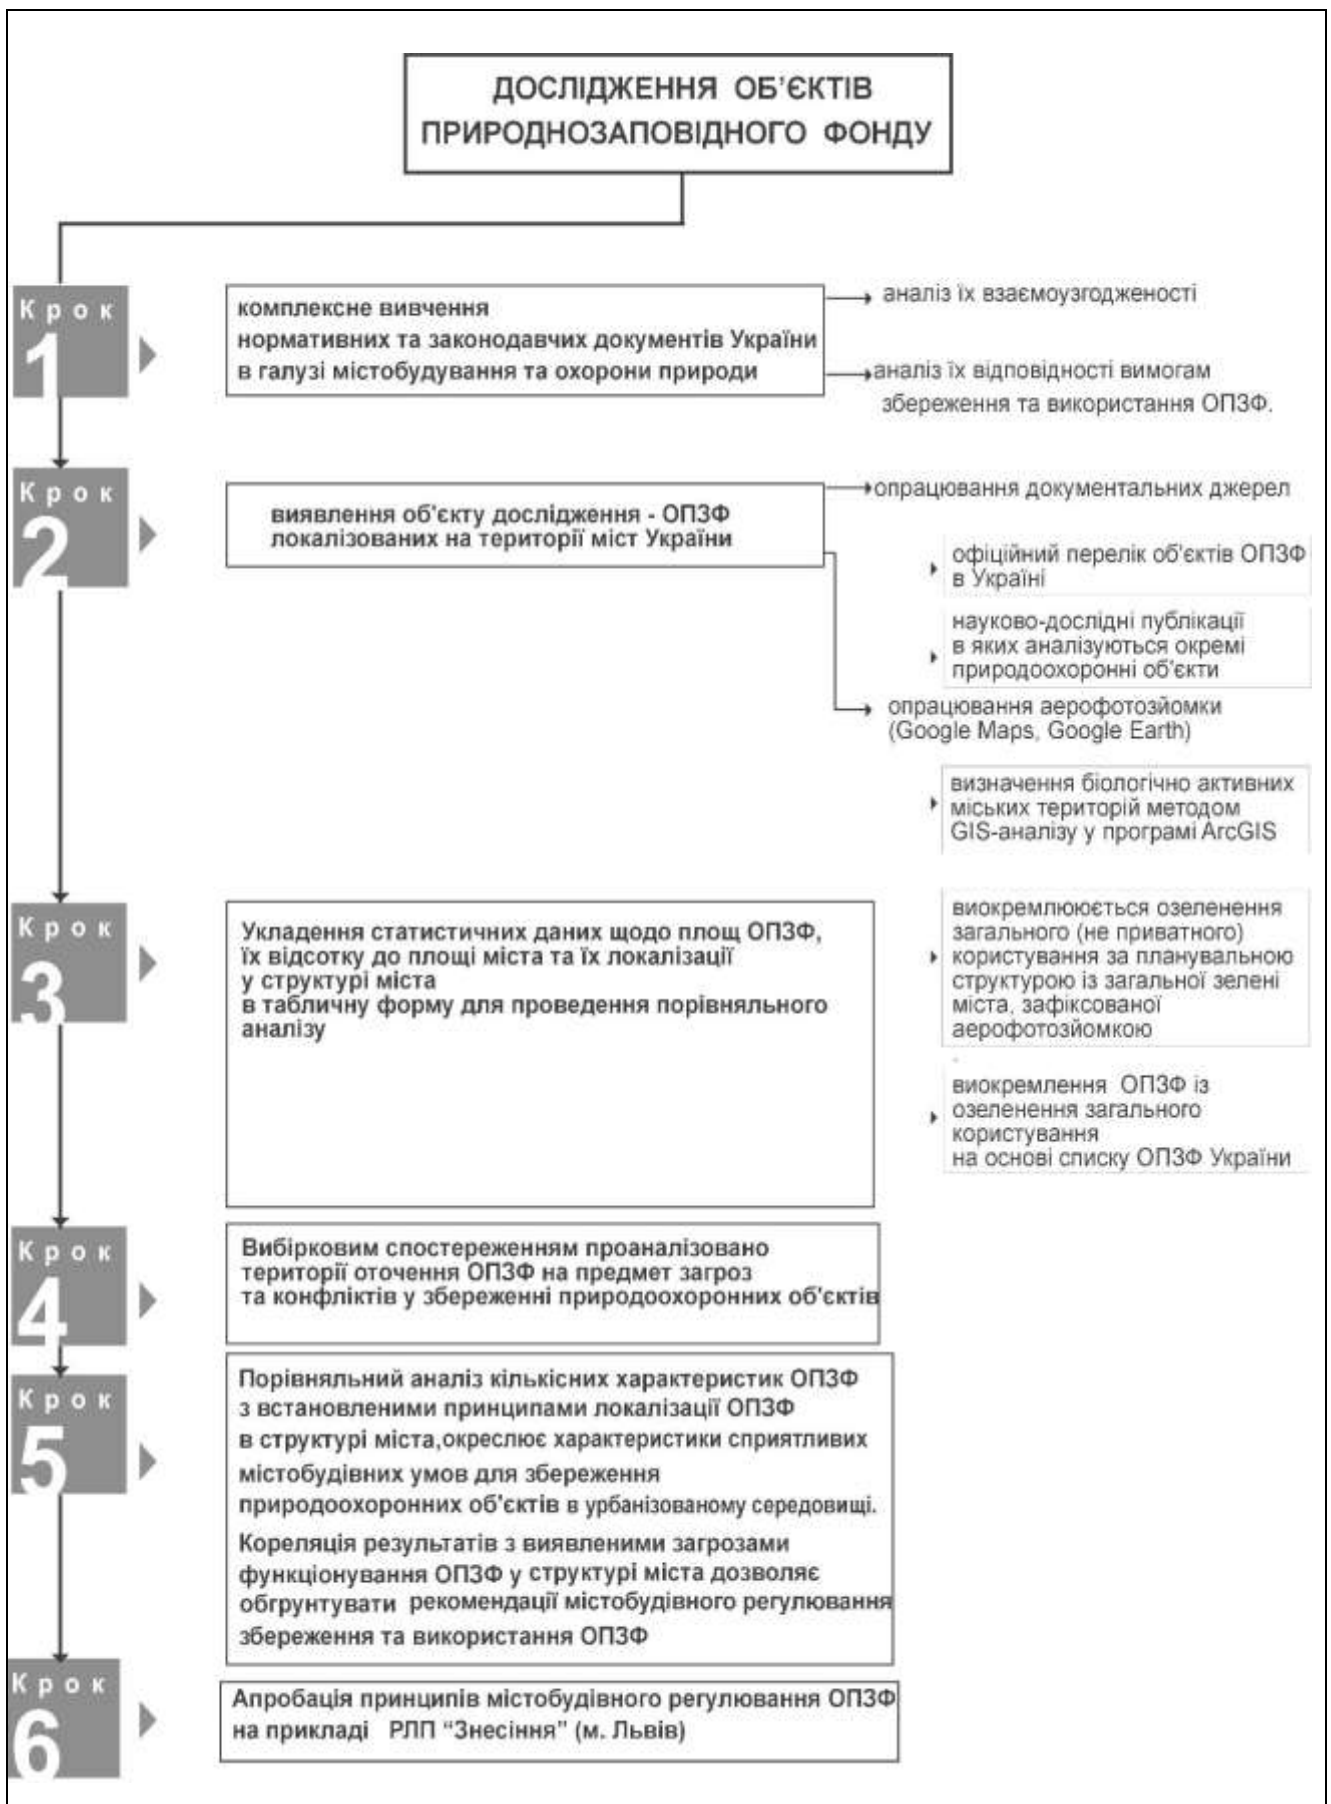 ДОСЛІДЖЕННЯ ОБ'ЄКТІВ
ПРИРОДНОЗАПОВІДНОГО ФОНДУ
Крок
1
комплексне вивчення
нормативних та законодавчих документів України
в галузі містобудування та охорони природи
аналіз їх взаємоузгодженості
аналіз їх відповідності вимогам
збереження та використання ОПЗФ.
Крок
2
виявлення об'єкту дослідження - ОПЗФ
локалізованих на території міст України
опрацювання документальних джерел
офіційний перелік об'єктів ОПЗФ
в Україні
науково-дослідні публікації
в яких аналізуються окремі
природоохоронні об'єкти
опрацювання аерофотозйомки
(Google Maps, Google Earth)
визначення біологічно активних
міських територій методом
GIS-аналізу у програмі ArcGIS
виокремлюється озеленення
загального (не приватного)
користування за планувальною
структурою із загальної зелені
міста, зафіксованої
аерофотозйомкою
виокремлення ОПЗФ із
озеленення загального
користування
на основі списку ОПЗФ України
Крок
3
Укладення статистичних даних щодо площ ОПЗФ,
їх відсотку до площі міста та їх локалізації
у структурі міста
в табличну форму для проведення порівняльного
аналізу
Крок
4
Вибірковим спостереженням проаналізовано
території оточення ОПЗФ на предмет загроз
та конфліктів у збереженні природоохоронних об'єктів
Крок
5
Порівняльний аналіз кількісних характеристик ОПЗФ
з встановленими принципами локалізації ОПЗФ
в структурі міста,окреслює характеристики сприятливих
містобудівних умов для збереження
природоохоронних об'єктів в урбанізованому середовищі.
Кореляція результатів з виявленими загрозами
функціонування ОПЗФ у структурі міста дозволяє
обгрунтувати рекомендації містобудівного регулювання
збереження та використання ОПЗФ
Крок
6
Апробація принципів містобудівного регулювання ОПЗФ
на прикладі РЛП “Знесіння” (м. Львів)